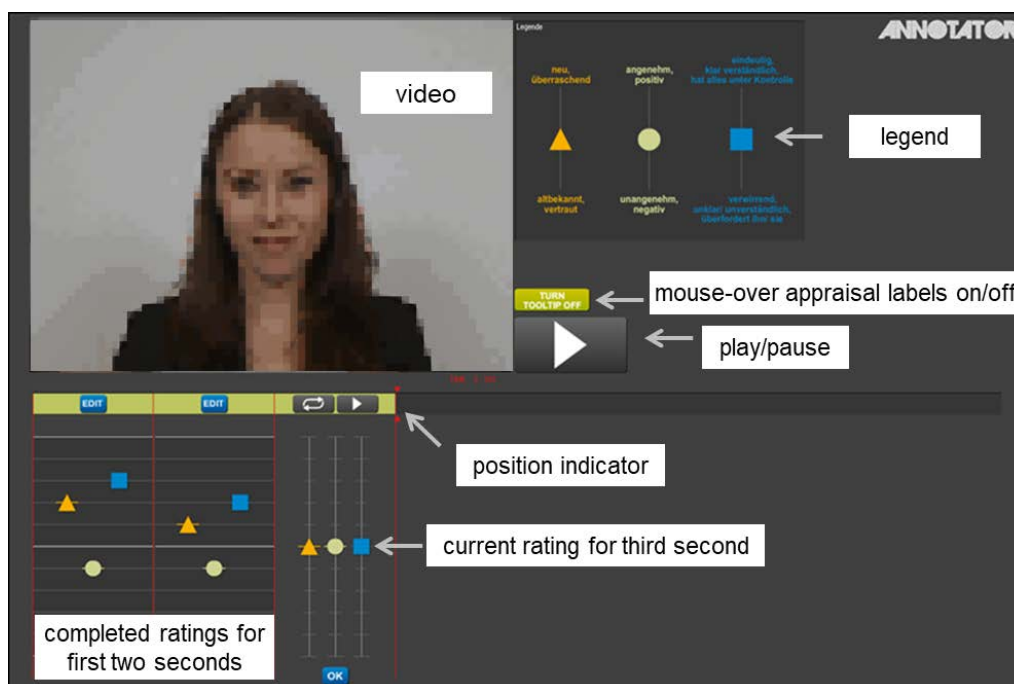 Legende
ANNOTATOR
video
neu,
überraschend
angenehm,
positiv
eindeutig,
klar verständlich,
hat alles unter Kontrolle
legend
altbekannt,
vertraut
unangenehm,
negativ
verwirrend,
unklar/ unverständlich,
überfordert ihn/ sie
TURN
TOOLTIP OFF
mouse-over appraisal labels on/off
play/pause
EDIT
EDIT
position indicator
current rating for third second
completed ratings for
first two seconds
OK